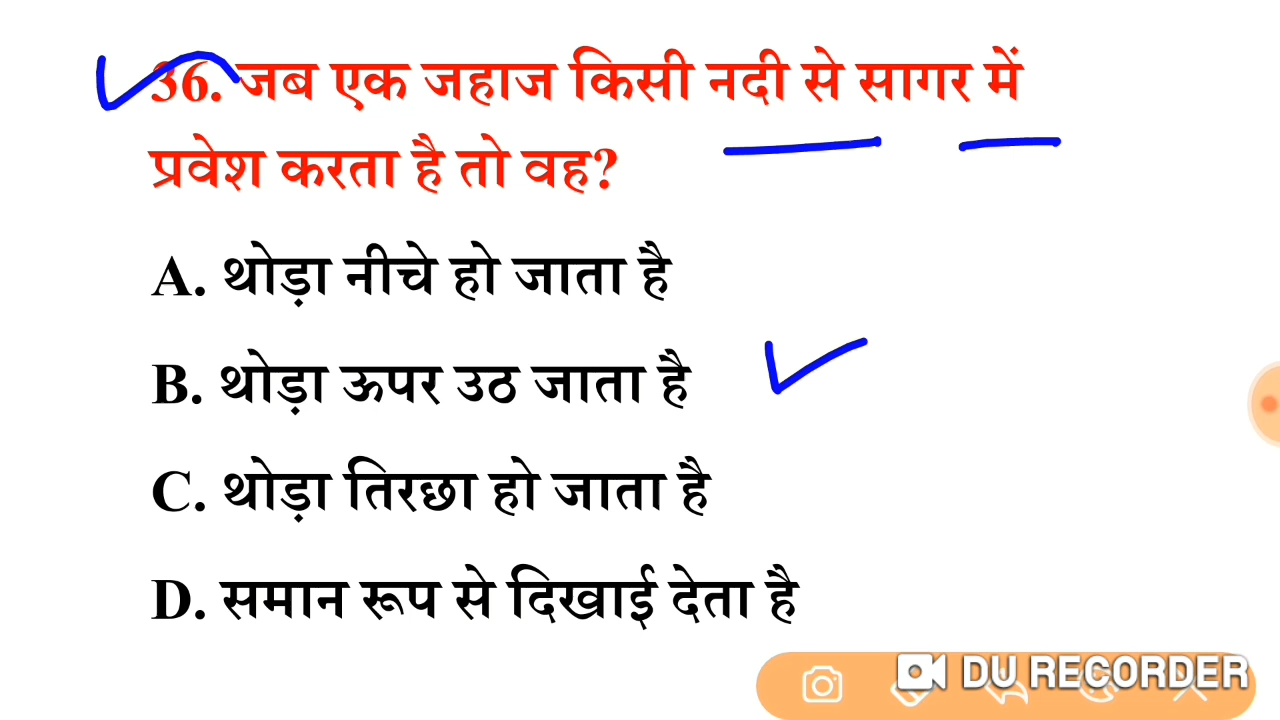 36. जब एक जहाज किसी नदी से सागर में
प्रवेश करता है तो वह?
A. थोड़ा नीचे हो जाता है
B. थोड़ा ऊपर उठ जाता है
C. थोड़ा तिरछा हो जाता है
D. समान रूप से दिखाई देता है
DU RECORDER